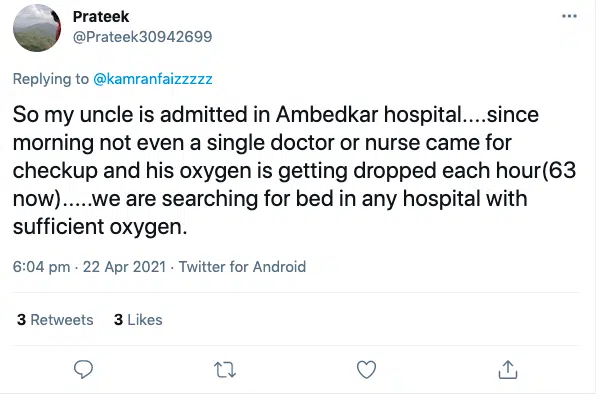 Prateek
@Prateek30942699
Replying to @kamranfaizzzzz
So my uncle is admitted in Ambedkar hospital....since
morning not even a single doctor or nurse came for
checkup and his oxygen is getting dropped each hour(63
now).....we are searching for bed in any hospital with
sufficient oxygen.
6:04 pm · 22 Apr 2021 · Twitter for Android
3 Retweets 3 Likes